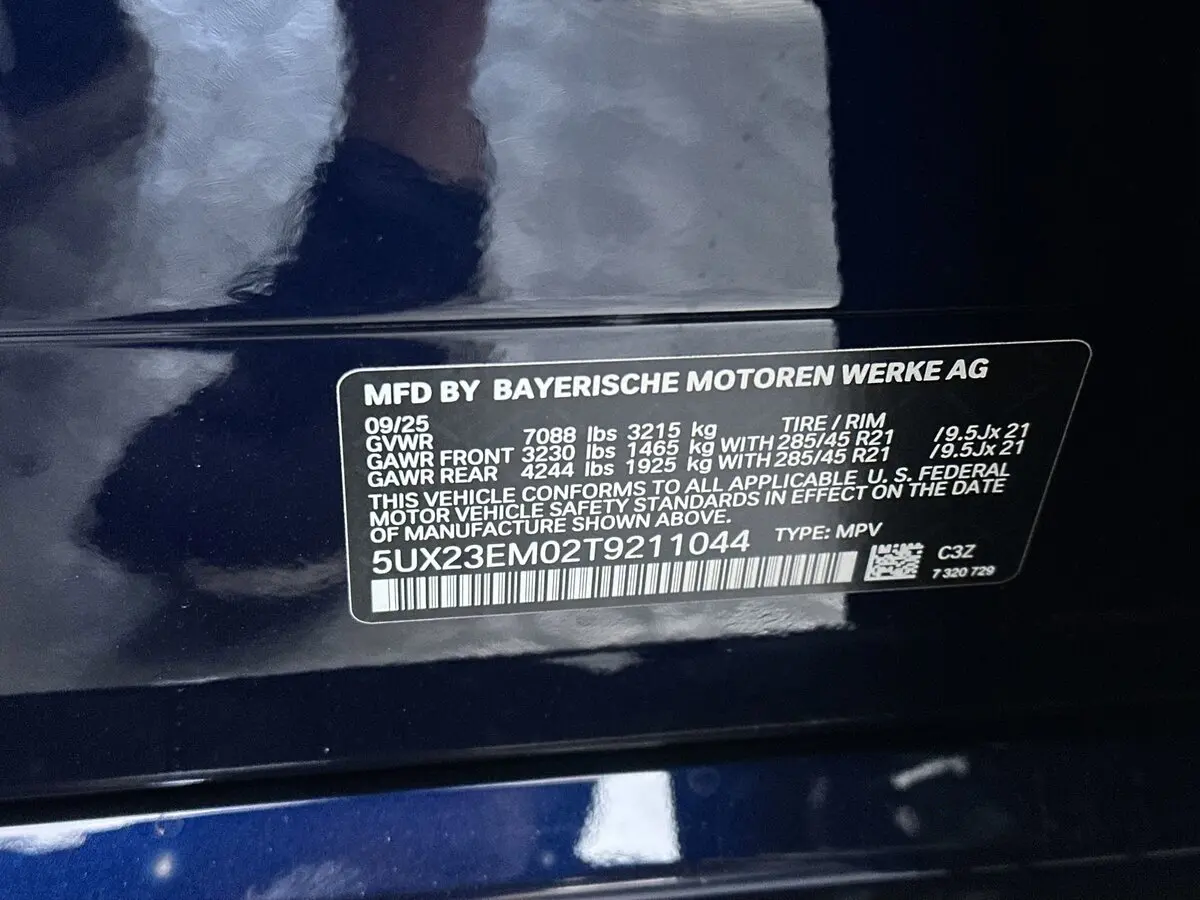 MFD BY BAYERISCHE MOTOREN WERKE AG
09/25 TIRE / RIM
GVWR 7088 lbs 3215 kg
GAWR FRONT 3230 lbs 1465 kg WITH 285/45 R21 /9.5Jx 21
GAWR REAR 4244 lbs 1925 kg WITH 285/45 R21 /9.5Jx 21
THIS VEHICLE CONFORMS TO ALL APPLICABLE U. S. FEDERAL
MOTOR VEHICLE SAFETY STANDARDS IN EFFECT ON THE DATE
OF MANUFACTURE SHOWN ABOVE.
5UX23EM02T9211044 TYPE: MPV
C3Z
7 320 729